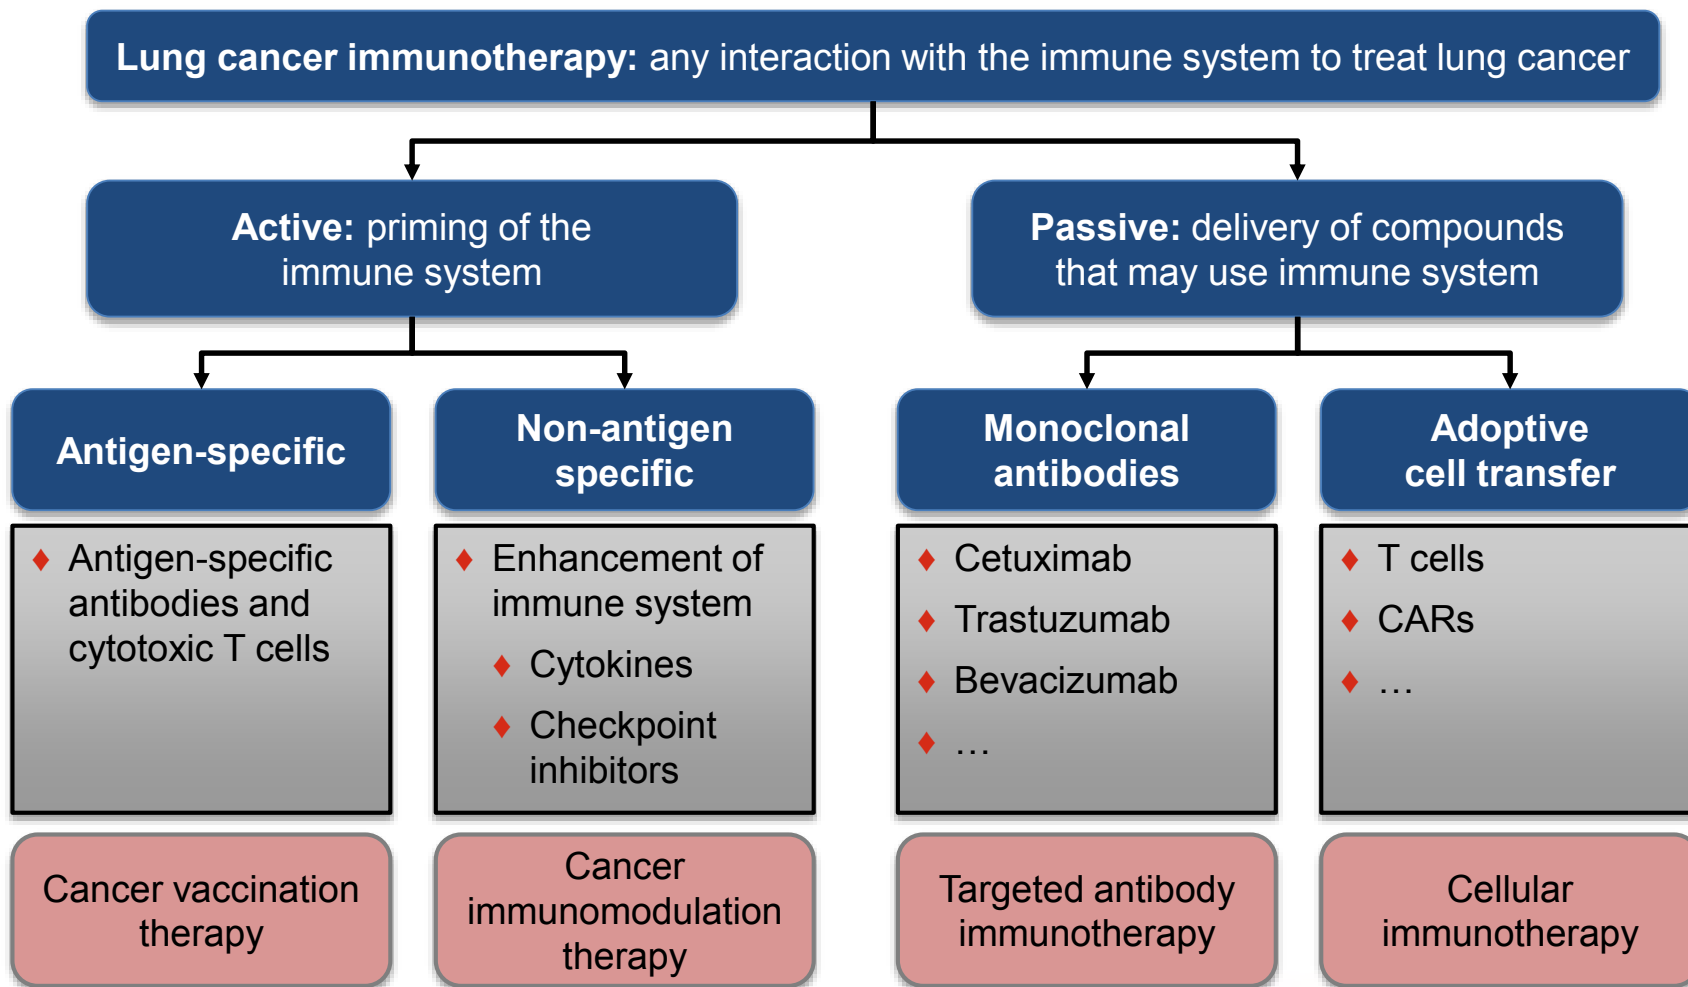 Lung cancer immunotherapy: any interaction with the immune system to treat lung cancer
Active: priming of the
immune system
Passive: delivery of compounds
that may use immune system
Antigen-specific
Non-antigen
specific
Monoclonal
antibodies
Adoptive
cell transfer
♦ Antigen-specific
antibodies and
cytotoxic T cells
♦ Enhancement of
immune system
♦ Cytokines
♦ Checkpoint
inhibitors
♦ Cetuximab
♦ Trastuzumab
♦ Bevacizumab
♦ …
♦ T cells
♦ CARs
♦ …
Cancer vaccination
therapy
Cancer
immunomodulation
therapy
Targeted antibody
immunotherapy
Cellular
immunotherapy